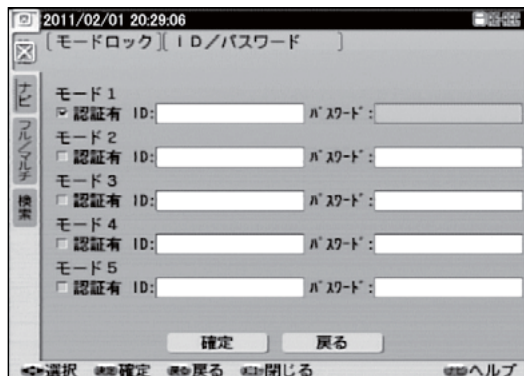 2011/02/01 20:29:06
[モードロック][ID/パスワード ]
ナビ
フル/マルチ
検索
モード1
認証有 ID: パスワード:
モード2
認証有 ID: パスワード:
モード3
認証有 ID: パスワード:
モード4
認証有 ID: パスワード:
モード5
認証有 ID: パスワード:
確定 戻る
選択 確定 戻る 閉じる ヘルプ